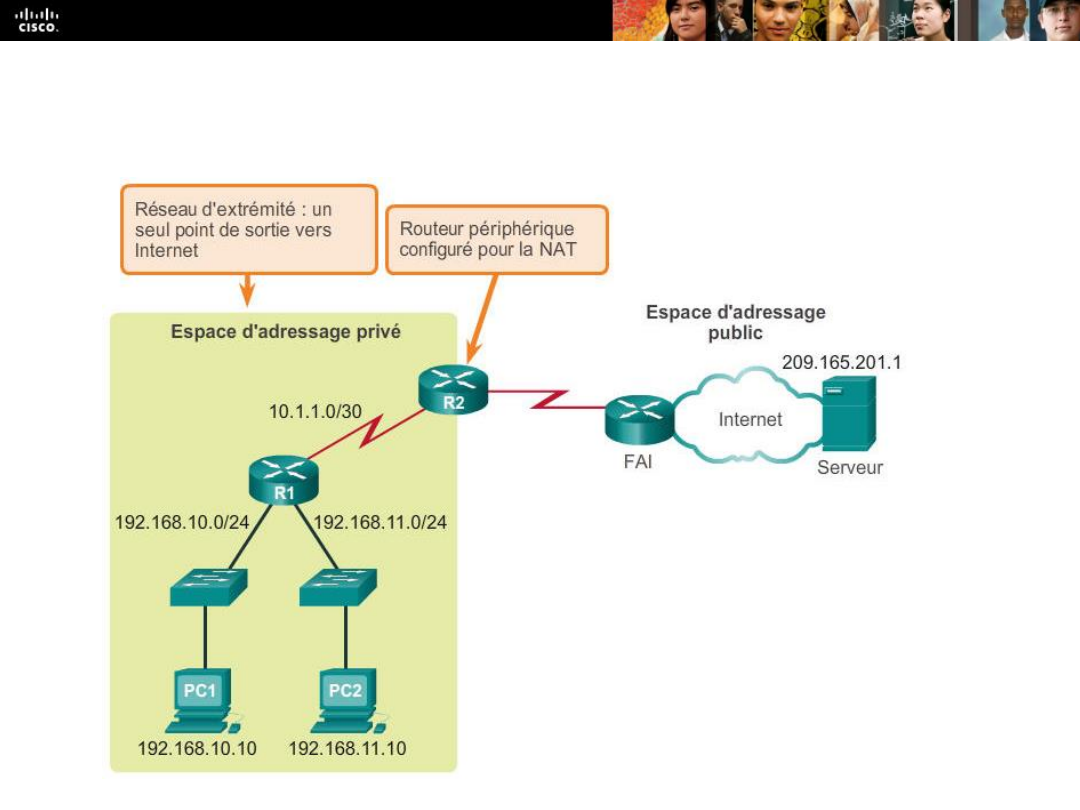 cisco.
Réseau d'extrémité : un
seul point de sortie vers
Internet
Routeur périphérique
configuré pour la NAT
Espace d'adressage privé
Espace d'adressage
public
209.165.201.1
R2
10.1.1.0/30
Internet
FAI
Serveur
R1
192.168.10.0/24
192.168.11.0/24
PC1
PC2
192.168.10.10
192.168.11.10